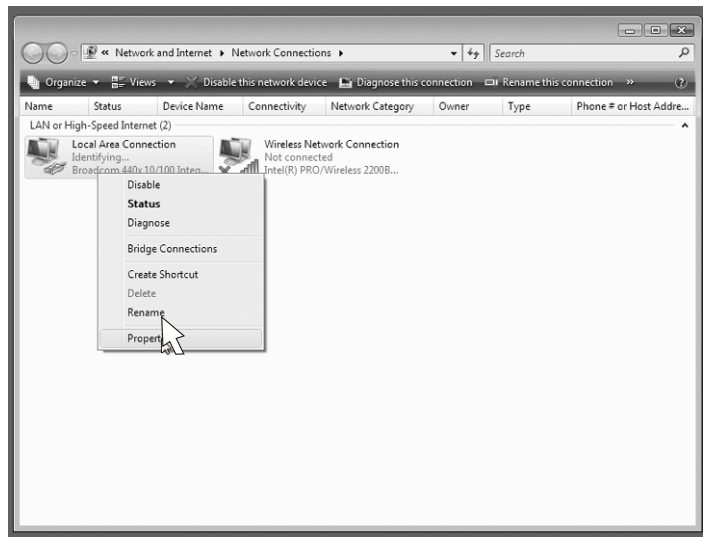 « Network and Internet ▸ Network Connections ▸ Search
Organize Views Disable this network device Diagnose this connection Rename this connection »
Name Status Device Name Connectivity Network Category Owner Type Phone # or Host Addre...
LAN or High-Speed Internet (2)
Local Area Connection Wireless Network Connection
Identifying... Not connected
Broadcom 440x 10/100 Integ... Intel(R) PRO/Wireless 2200B...
Disable
Status
Diagnose
Bridge Connections
Create Shortcut
Delete
Rename
Propert